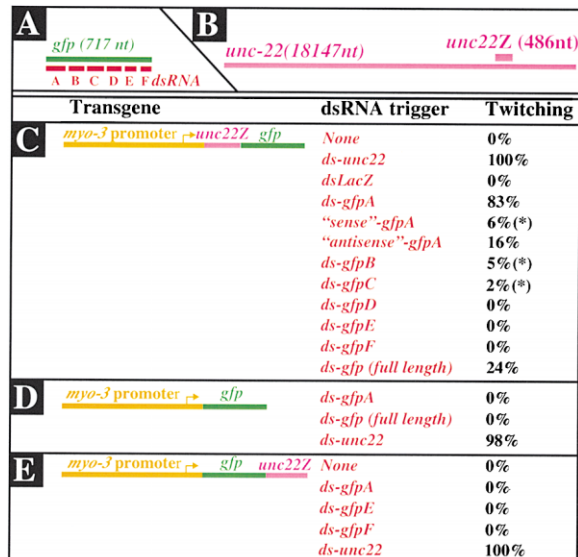 A
gfp (717 nt)
A B C D E F dsRNA
B
unc-22(18147nt)
unc22Z (486nt)
Transgene dsRNA trigger Twitching
C
myo-3 promoter unc22Z gfp
None 0%
ds-unc22 100%
dsLacZ 0%
ds-gfpA 83%
“sense”-gfpA 6%(*)
“antisense”-gfpA 16%
ds-gfpB 5%(*)
ds-gfpC 2%(*)
ds-gfpD 0%
ds-gfpE 0%
ds-gfpF 0%
ds-gfp (full length) 24%
D
myo-3 promoter gfp
ds-gfpA 0%
ds-gfp (full length) 0%
ds-unc22 98%
E
myo-3 promoter gfp unc22Z
None 0%
ds-gfpA 0%
ds-gfpE 0%
ds-gfpF 0%
ds-unc22 100%